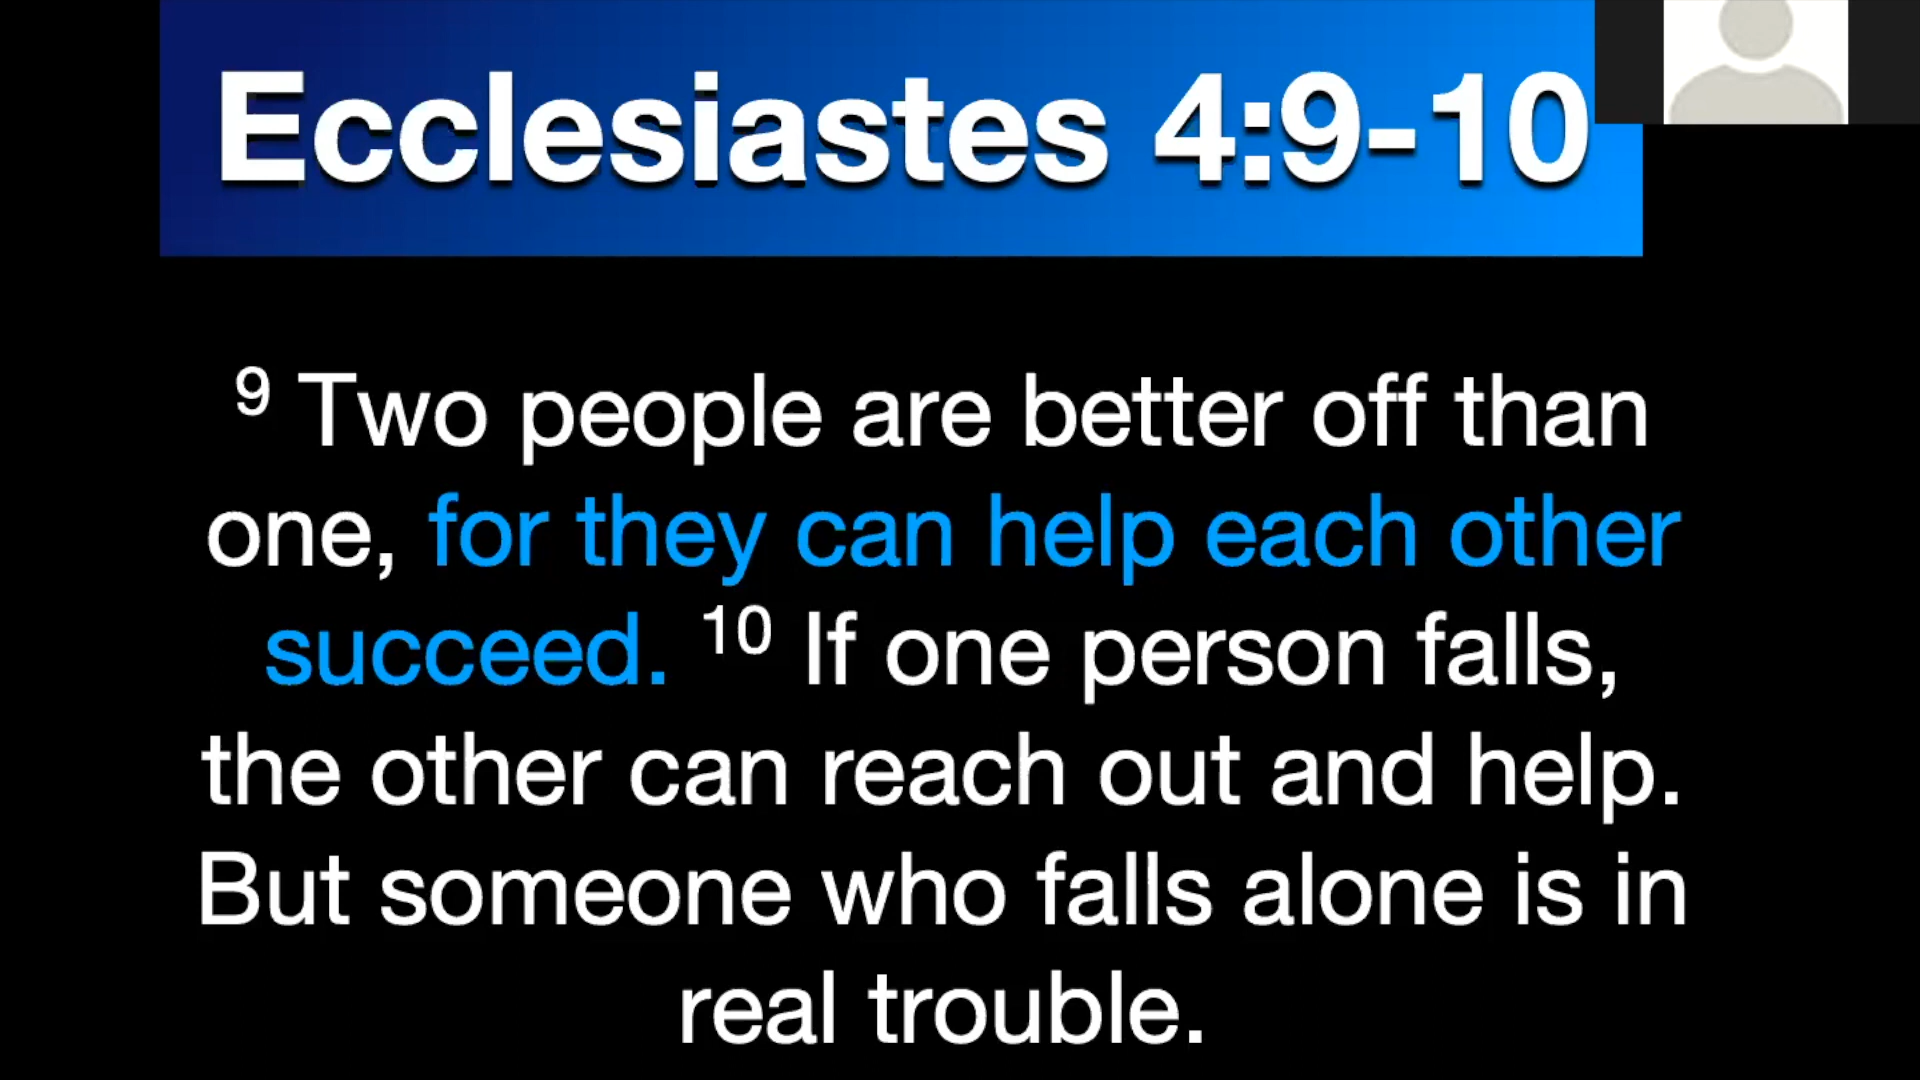 Ecclesiastes 4:9-10
9 Two people are better off than
one, for they can help each other
succeed. 10 If one person falls,
the other can reach out and help.
But someone who falls alone is in
real trouble.